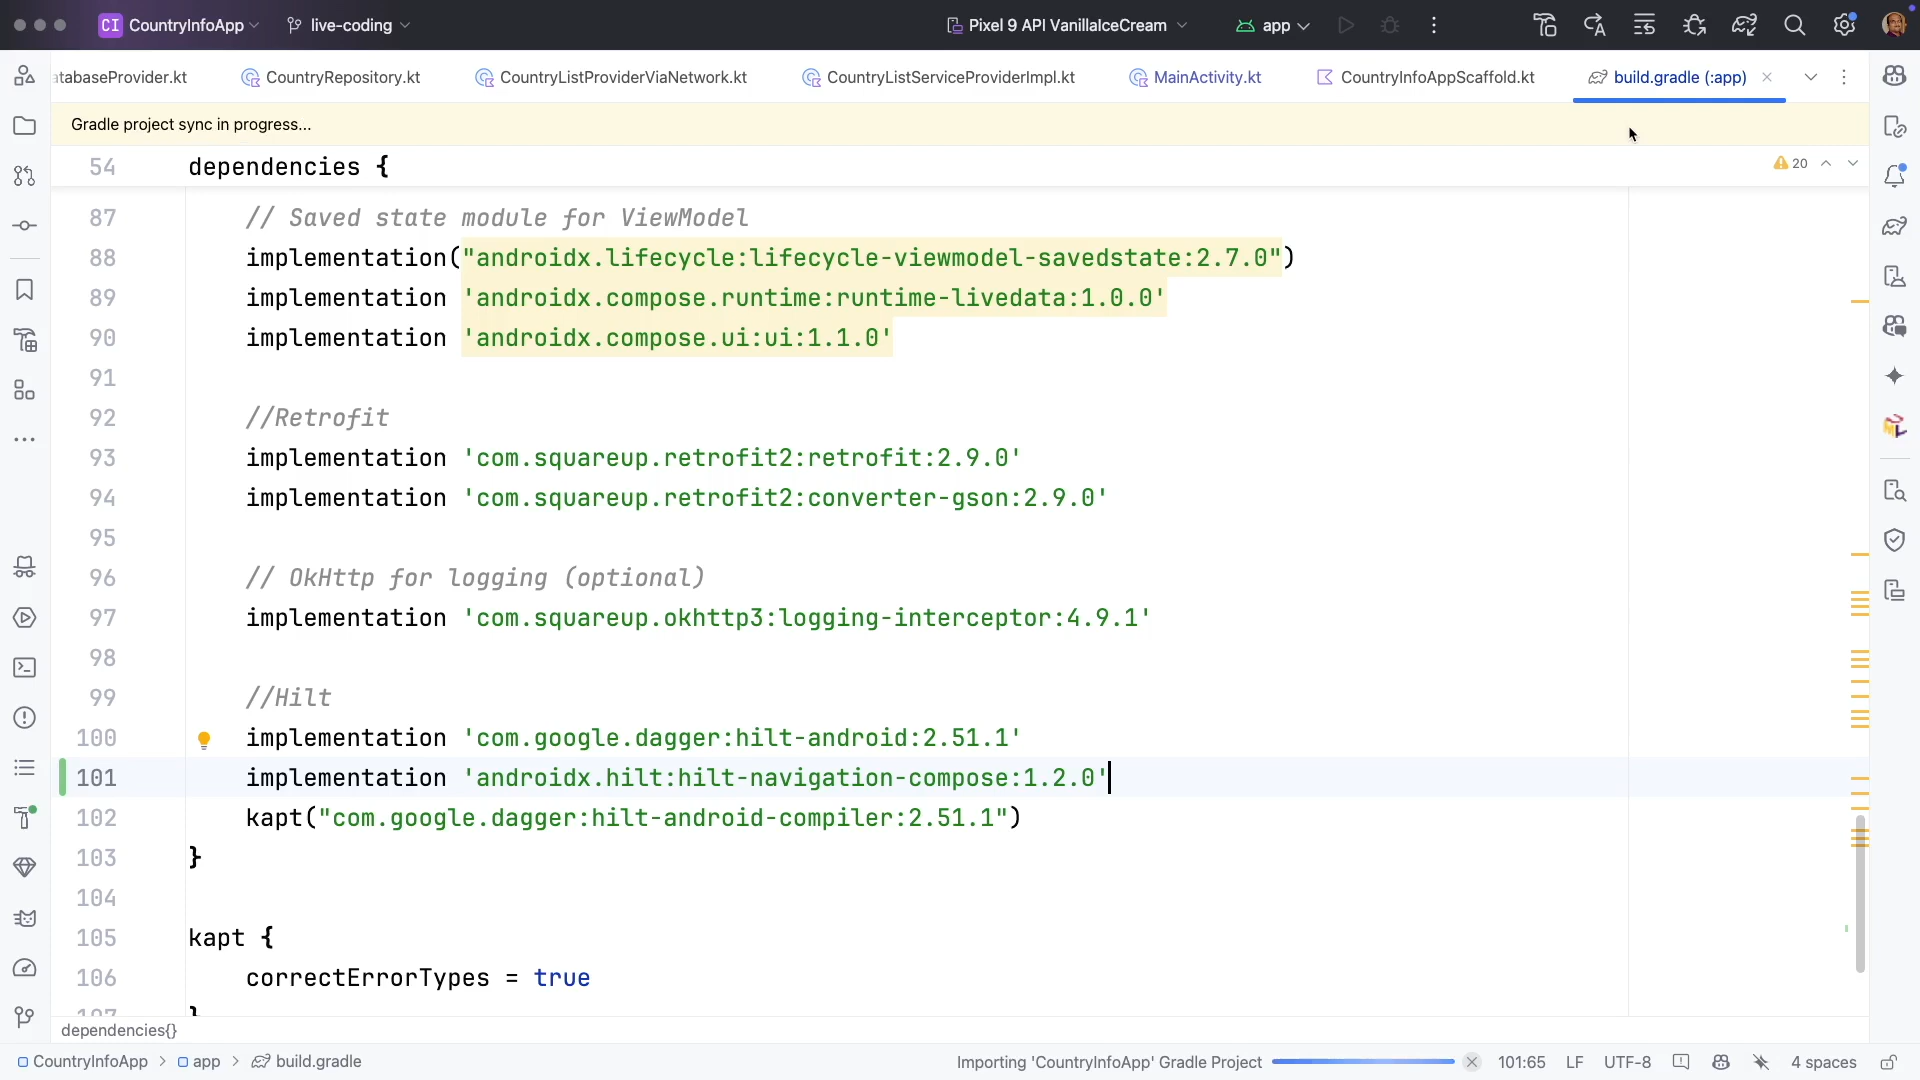 CI CountryInfoApp live-coding Pixel 9 API VanillaIceCream app
atabaseProvider.kt CountryRepository.kt CountryListProviderViaNetwork.kt CountryListServiceProviderImpl.kt MainActivity.kt CountryInfoAppScaffold.kt build.gradle (:app)
Gradle project sync in progress...
54 dependencies { 20
87 // Saved state module for ViewModel
88 implementation("androidx.lifecycle:lifecycle-viewmodel-savedstate:2.7.0")
89 implementation 'androidx.compose.runtime:runtime-livedata:1.0.0'
90 implementation 'androidx.compose.ui:ui:1.1.0'
91
92 //Retrofit
93 implementation 'com.squareup.retrofit2:retrofit:2.9.0'
94 implementation 'com.squareup.retrofit2:converter-gson:2.9.0'
95
96 // OkHttp for logging (optional)
97 implementation 'com.squareup.okhttp3:logging-interceptor:4.9.1'
98
99 //Hilt
100 implementation 'com.google.dagger:hilt-android:2.51.1'
101 implementation 'androidx.hilt:hilt-navigation-compose:1.2.0'
102 kapt("com.google.dagger:hilt-android-compiler:2.51.1")
103 }
104
105 kapt {
106 correctErrorTypes = true
107 }
dependencies{}
CountryInfoApp > app > build.gradle Importing 'CountryInfoApp' Gradle Project 101:65 LF UTF-8 4 spaces